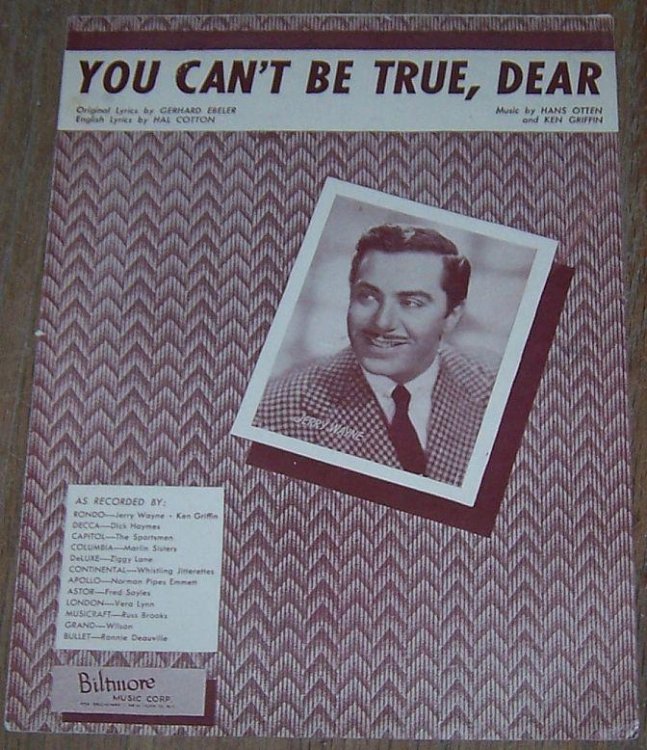 YOU CAN'T BE TRUE, DEAR
Original Lyrics by GERHARD EBELER
English Lyrics by HAL COTTON
Music by HANS OTTEN
and KEN GRIFFIN
JERRY WAYNE
AS RECORDED BY:
RONDO—Jerry Wayne - Ken Griffin
DECCA—Dick Haymes
CAPITOL—The Sportsmen
COLUMBIA—Marlin Sisters
DeLUXE—Ziggy Lane
CONTINENTAL—Whistling Jitterettes
APOLLO—Norman Pipes Emmett
ASTOR—Fred Sayles
LONDON—Vera Lynn
MUSICRAFT—Russ Brooks
GRAND—Wilson
BULLET—Ronnie Deauville
Biltmore
MUSIC CORP.